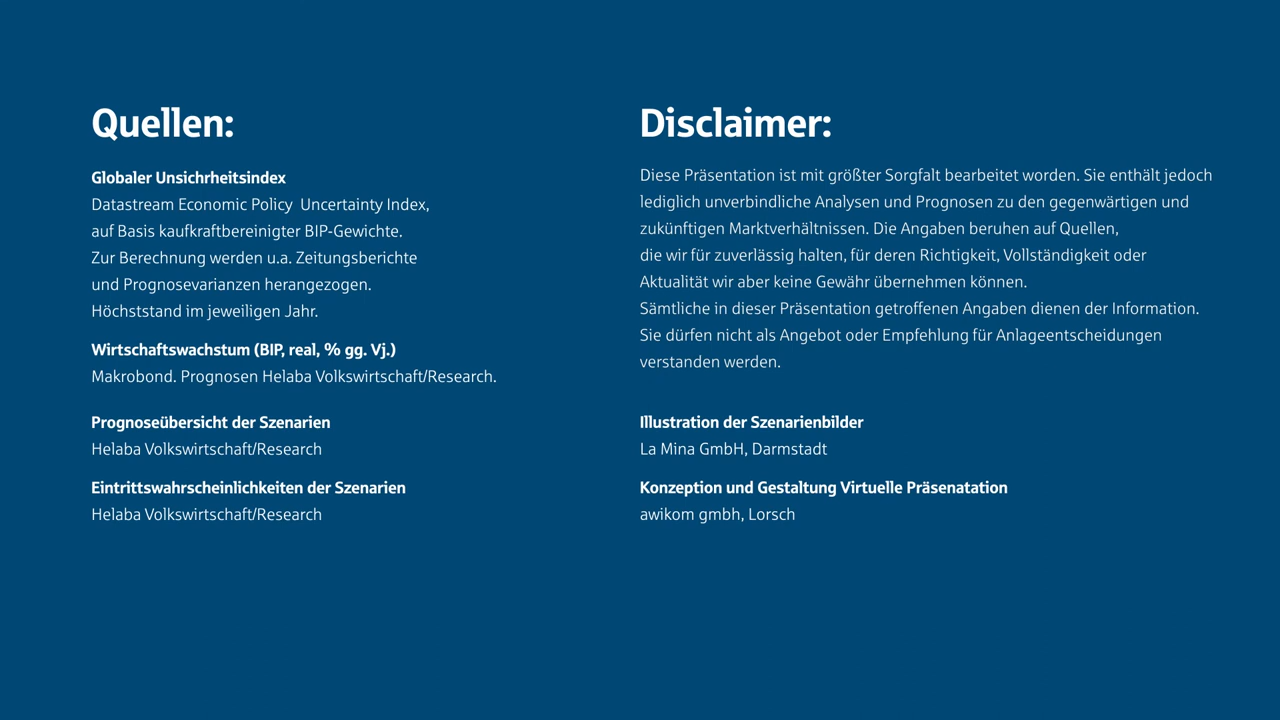 Quellen:
Globaler Unsichrheitsindex
Datastream Economic Policy  Uncertainty Index,
auf Basis kaufkraftbereinigter BIP-Gewichte.
Zur Berechnung werden u.a. Zeitungsberichte
und Prognosevarianzen herangezogen.
Höchststand im jeweiligen Jahr.
Wirtschaftswachstum (BIP, real, % gg. Vj.)
Makrobond. Prognosen Helaba Volkswirtschaft/Research.
Prognoseübersicht der Szenarien
Helaba Volkswirtschaft/Research
Eintrittswahrscheinlichkeiten der Szenarien
Helaba Volkswirtschaft/Research
Disclaimer:
Diese Präsentation ist mit größter Sorgfalt bearbeitet worden. Sie enthält jedoch
lediglich unverbindliche Analysen und Prognosen zu den gegenwärtigen und
zukünftigen Marktverhältnissen. Die Angaben beruhen auf Quellen,
die wir für zuverlässig halten, für deren Richtigkeit, Vollständigkeit oder
Aktualität wir aber keine Gewähr übernehmen können.
Sämtliche in dieser Präsentation getroffenen Angaben dienen der Information.
Sie dürfen nicht als Angebot oder Empfehlung für Anlageentscheidungen
verstanden werden.
Illustration der Szenarienbilder
La Mina GmbH, Darmstadt
Konzeption und Gestaltung Virtuelle Präsenatation
awikom gmbh, Lorsch